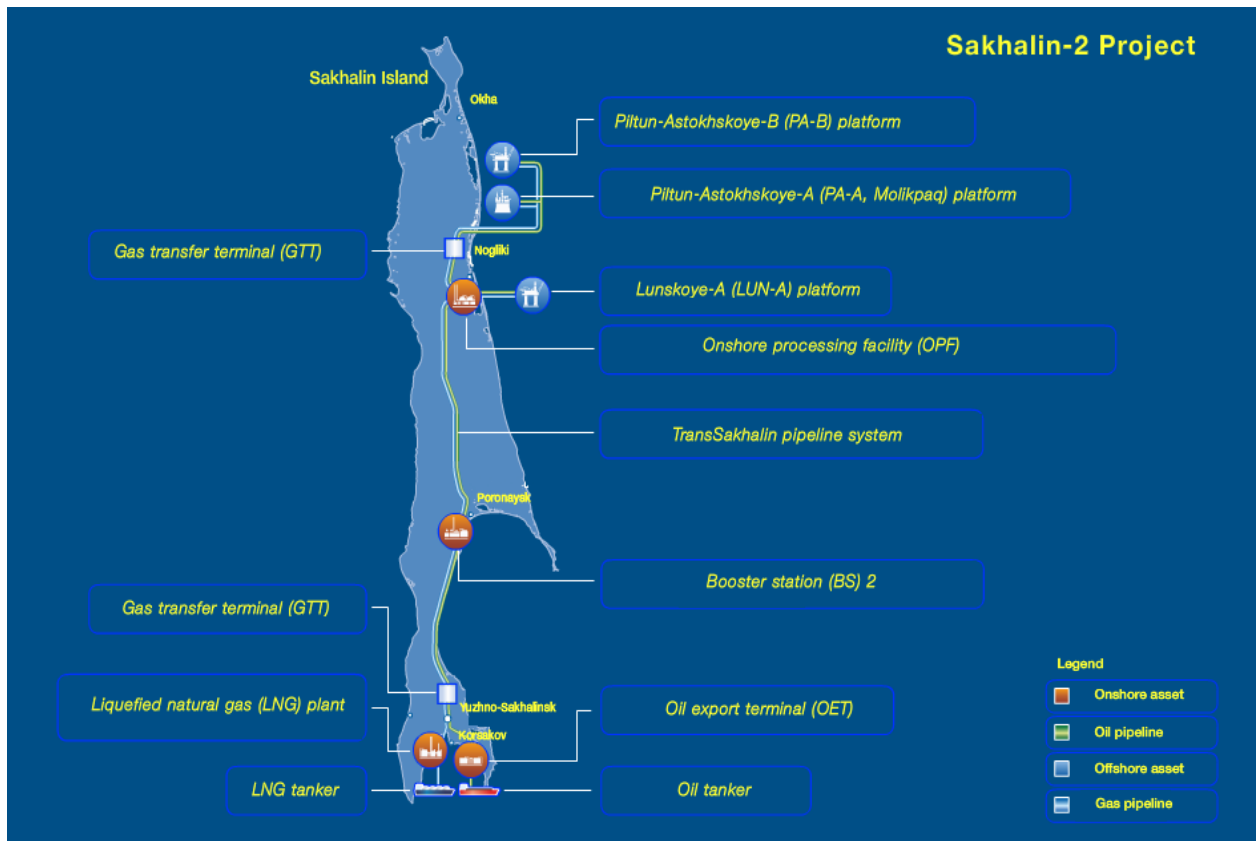 Sakhalin-2 Project
Sakhalin Island
Okha
Piltun-Astokhskoye-B (PA-B) platform
Piltun-Astokhskoye-A (PA-A, Molikpaq) platform
Gas transfer terminal (GTT)
Nogliki
Lunskoye-A (LUN-A) platform
Onshore processing facility (OPF)
TransSakhalin pipeline system
Poronaysk
Booster station (BS) 2
Gas transfer terminal (GTT)
Liquefied natural gas (LNG) plant
Yuzhno-Sakhalinsk
Oil export terminal (OET)
Korsakov
LNG tanker
Oil tanker
Legend
Onshore asset
Oil pipeline
Offshore asset
Gas pipeline